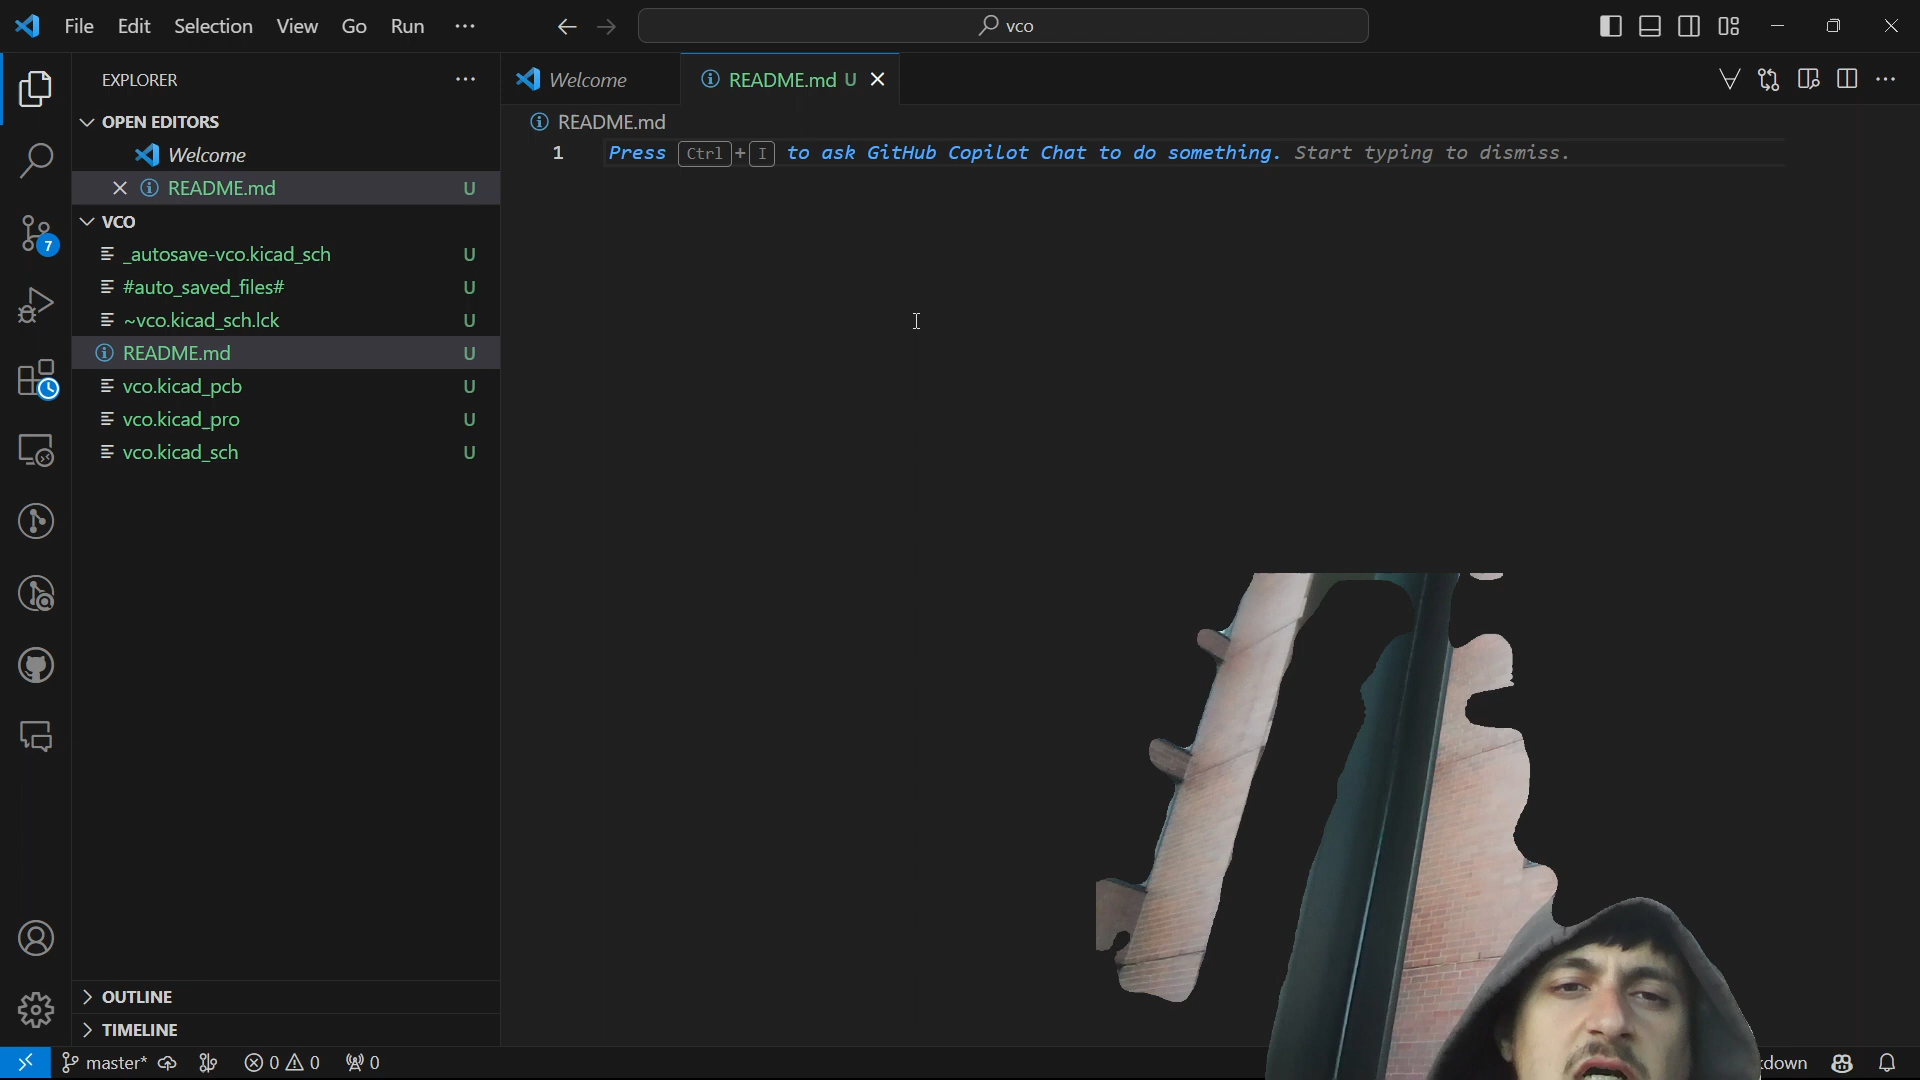 File Edit Selection View Go Run
vco
EXPLORER
OPEN EDITORS
Welcome
README.md U
VCO
_autosave-vco.kicad_sch U
#auto_saved_files# U
~vco.kicad_sch.lck U
README.md U
vco.kicad_pcb U
vco.kicad_pro U
vco.kicad_sch U
OUTLINE
TIMELINE
7
Welcome README.md U
README.md
1 Press Ctrl+I to ask GitHub Copilot Chat to do something. Start typing to dismiss.
master* 0 0 0
kdown